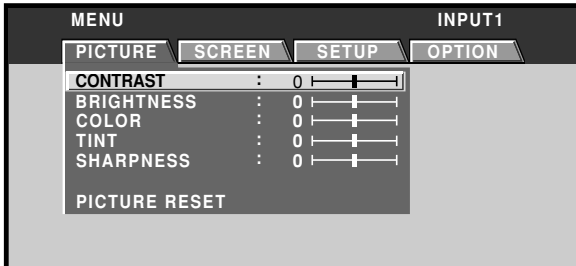 MENU INPUT1
PICTURE SCREEN SETUP OPTION
CONTRAST : 0
BRIGHTNESS : 0
COLOR : 0
TINT : 0
SHARPNESS : 0
PICTURE RESET